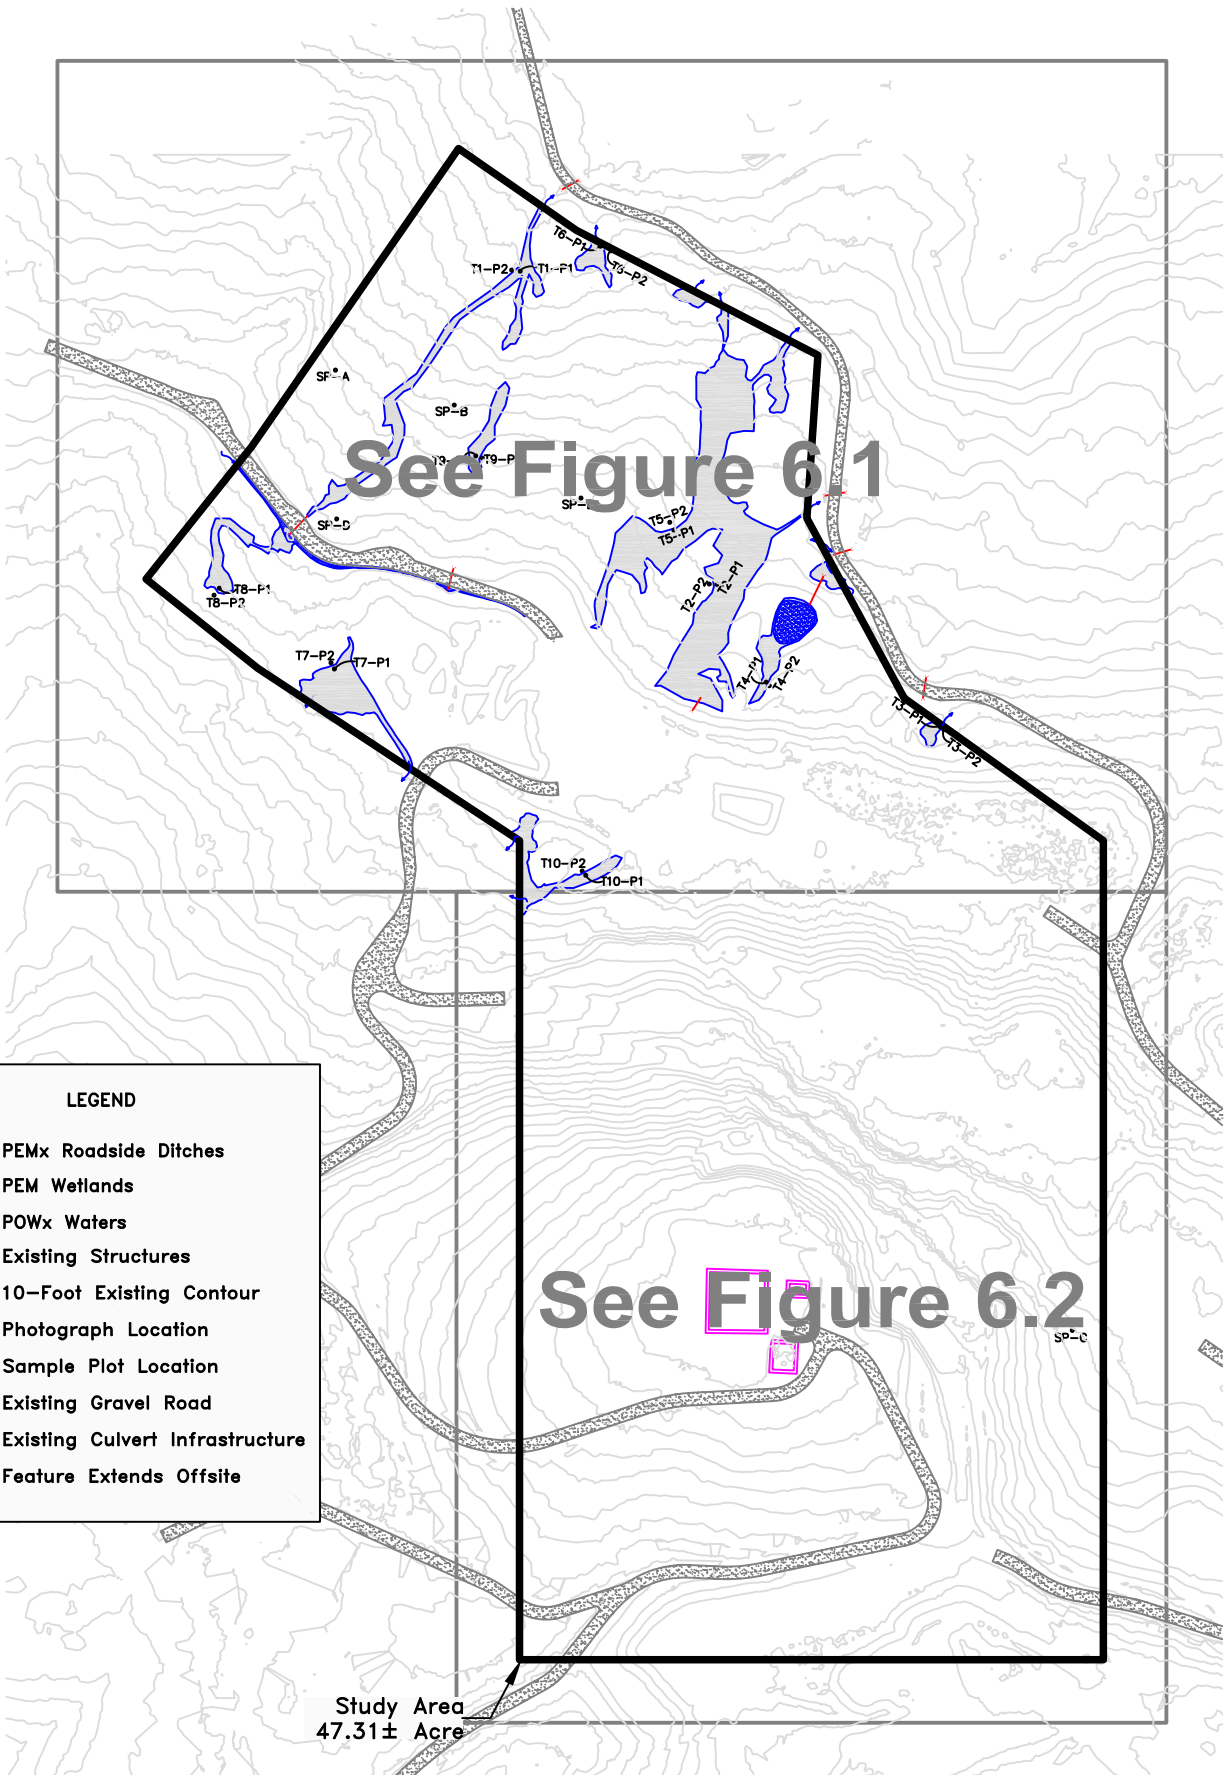 T6-P1
T6-P2
T1-P2
T1-P1
SP-A
SP-B
T9-P
See Figure 6.1
SP-D
T5-P2
T5-P1
T2-P2
T2-P1
T8-P1
T8-P2
T7-P2
T7-P1
T4-P1
T4-P2
T3-P1
T3-P2
T10-P2
T10-P1
LEGEND
PEMx Roadside Ditches
PEM Wetlands
POWx Waters
Existing Structures
10-Foot Existing Contour
Photograph Location
Sample Plot Location
Existing Gravel Road
Existing Culvert Infrastructure
Feature Extends Offsite
See Figure 6.2
SP-C
Study Area
47.31± Acre